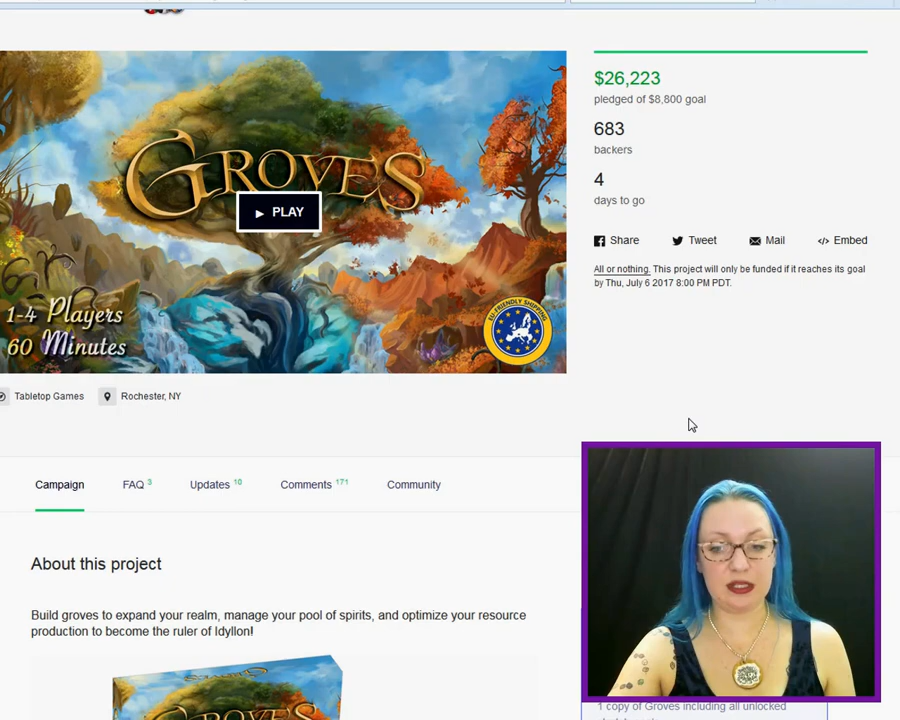 GROVES
PLAY
1-4 Players
60 Minutes
EU-FRIENDLY SHIPPING
$26,223
pledged of $8,800 goal
683
backers
4
days to go
Share Tweet Mail Embed
All or nothing. This project will only be funded if it reaches its goal
by Thu, July 6 2017 8:00 PM PDT.
Tabletop Games Rochester, NY
Campaign FAQ 3 Updates 10 Comments 171 Community
About this project
Build groves to expand your realm, manage your pool of spirits, and optimize your resource
production to become the ruler of Idyllon!
GROVES
1 copy of Groves including all unlocked